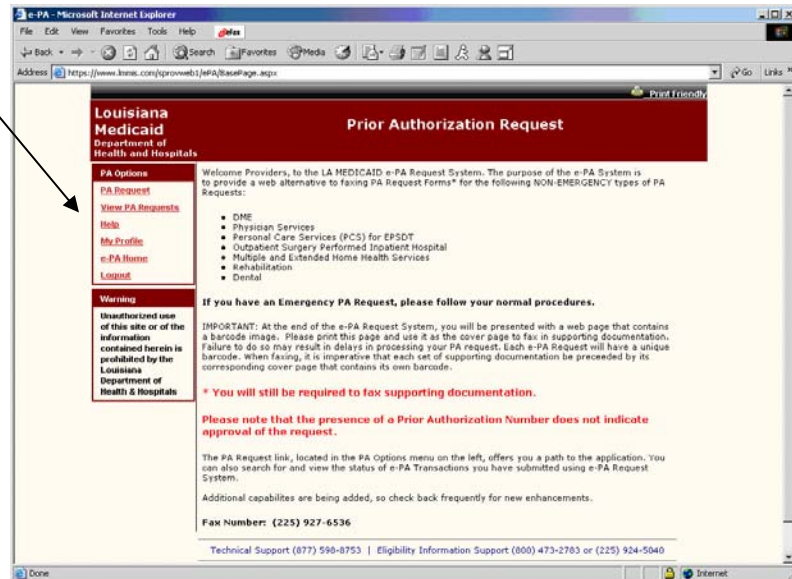 e-PA - Microsoft Internet Explorer
File Edit View Favorites Tools Help
Back Search Favorites Media
Address https://www.lmmis.com/sprovweb1/ePA/BasePage.aspx Go Links »
Print Friendly
Louisiana
Medicaid
Department of
Health and Hospitals
Prior Authorization Request
PA Options
PA Request
View PA Requests
Help
My Profile
e-PA Home
Logout
Warning
Unauthorized use
of this site or of the
information
contained herein is
prohibited by the
Louisiana
Department of
Health & Hospitals
Welcome Providers, to the LA MEDICAID e-PA Request System. The purpose of the e-PA System is
to provide a web alternative to faxing PA Request Forms* for the following NON-EMERGENCY types of PA
Requests:
• DME
• Physician Services
• Personal Care Services (PCS) for EPSDT
• Outpatient Surgery Performed Inpatient Hospital
• Multiple and Extended Home Health Services
• Rehabilitation
• Dental
If you have an Emergency PA Request, please follow your normal procedures.
IMPORTANT: At the end of the e-PA Request System, you will be presented with a web page that contains
a barcode image. Please print this page and use it as the cover page to fax in supporting documentation.
Failure to do so may result in delays in processing your PA request. Each e-PA Request will have a unique
barcode. When faxing, it is imperative that each set of supporting documentation be preceeded by its
corresponding cover page that contains its own barcode.
* You will still be required to fax supporting documentation.
Please note that the presence of a Prior Authorization Number does not indicate
approval of the request.
The PA Request link, located in the PA Options menu on the left, offers you a path to the application. You
can also search for and view the status of e-PA Transactions you have submitted using e-PA Request
System.
Additional capabilites are being added, so check back frequently for new enhancements.
Fax Number: (225) 927-6536
Technical Support (877) 598-8753 | Eligibility Information Support (800) 473-2783 or (225) 924-5040
Done Internet